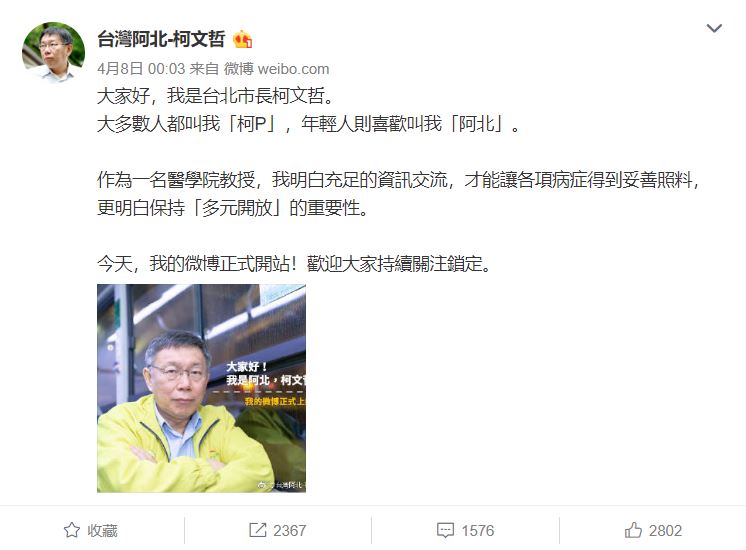 台灣阿北-柯文哲
4月8日 00:03 来自 微博 weibo.com
大家好，我是台北市長柯文哲。
大多數人都叫我「柯P」，年輕人則喜歡叫我「阿北」。
作為一名醫學院教授，我明白充足的資訊交流，才能讓各項病症得到妥善照料，
更明白保持「多元開放」的重要性。
今天，我的微博正式開站！歡迎大家持續關注鎖定。
大家好！
我是阿北，柯文哲
我的微博正式上
@台灣阿北-
收藏
2367
1576
2802